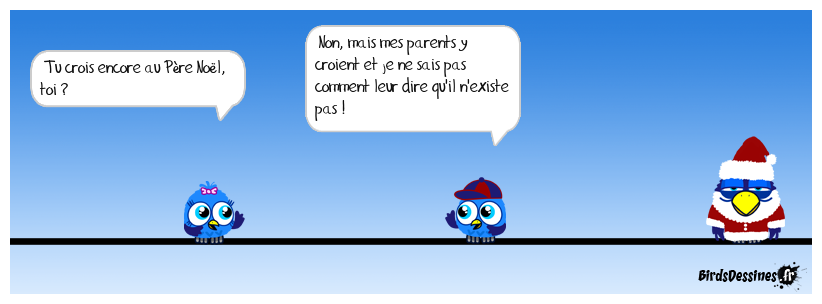 Tu crois encore au Père Noël,
toi ?
Non, mais mes parents y
croient et je ne sais pas
comment leur dire qu'il n'existe
pas !
BirdsDessines.fr